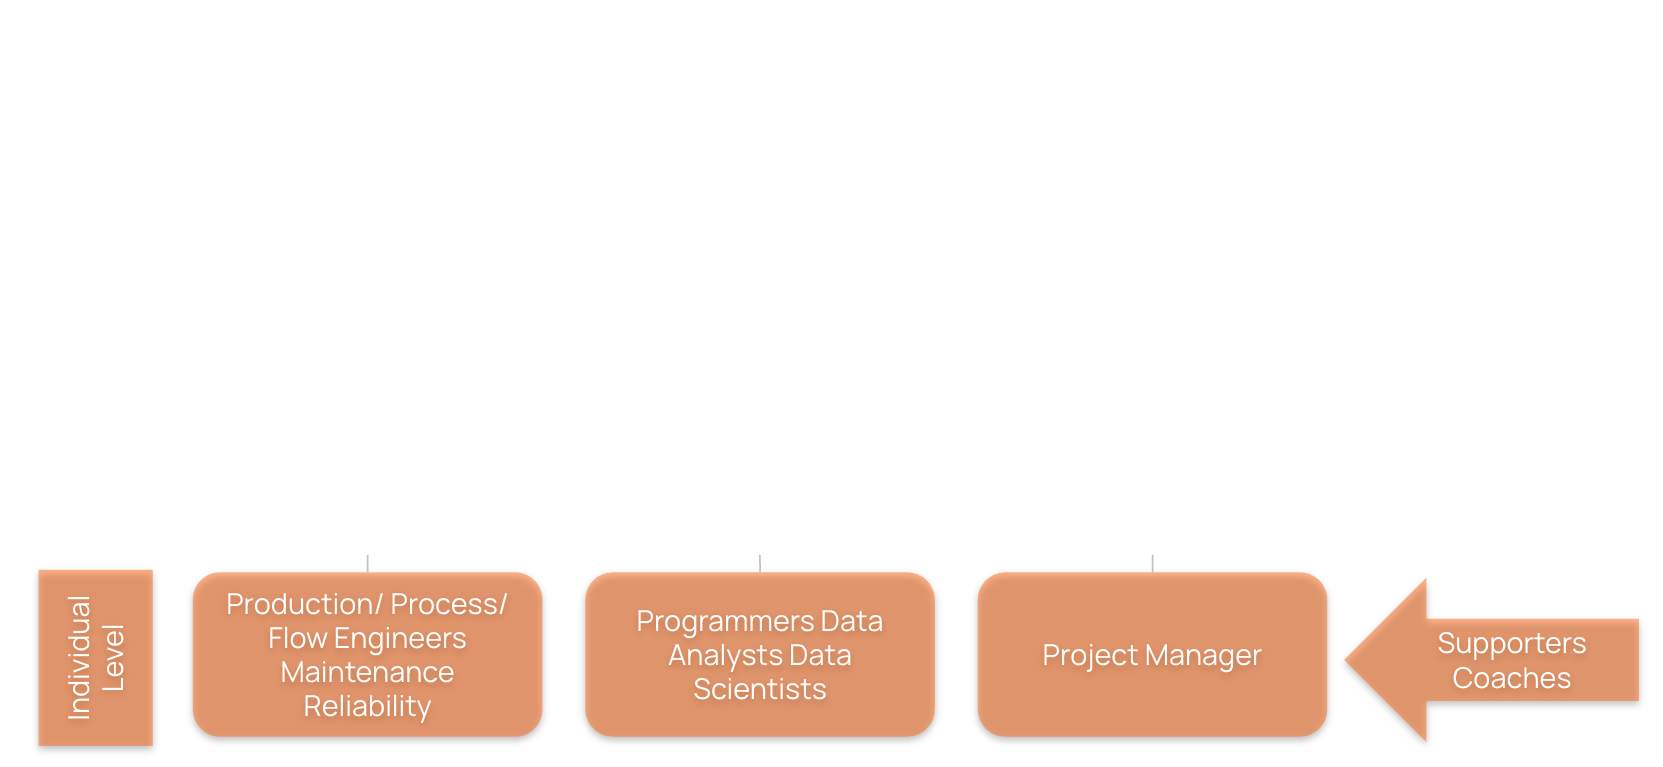 Individual
Level
Production/ Process/
Flow Engineers
Maintenance
Reliability
Programmers Data
Analysts Data
Scientists
Project Manager
Supporters
Coaches